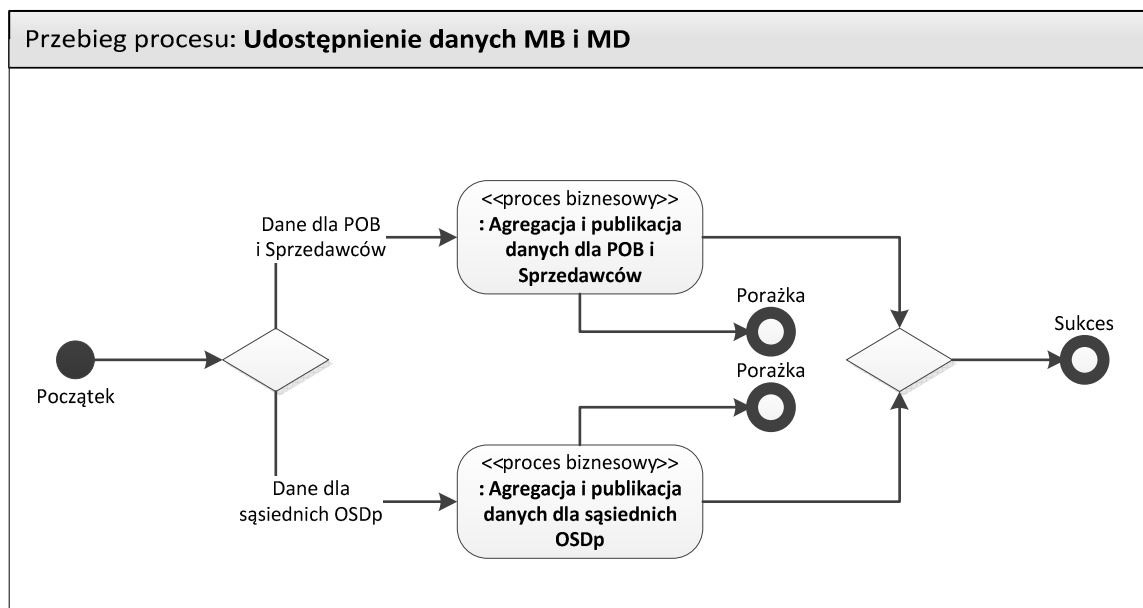 Przebieg procesu: Udostępnienie danych MB i MD
<<proces biznesowy>>
: Agregacja i publikacja
danych dla POB i
Sprzedawców
Dane dla POB
i Sprzedawców
Porażka
Sukces
Początek
Porażka
<<proces biznesowy>>
: Agregacja i publikacja
danych dla sąsiednich
OSDp
Dane dla
sąsiednich OSDp